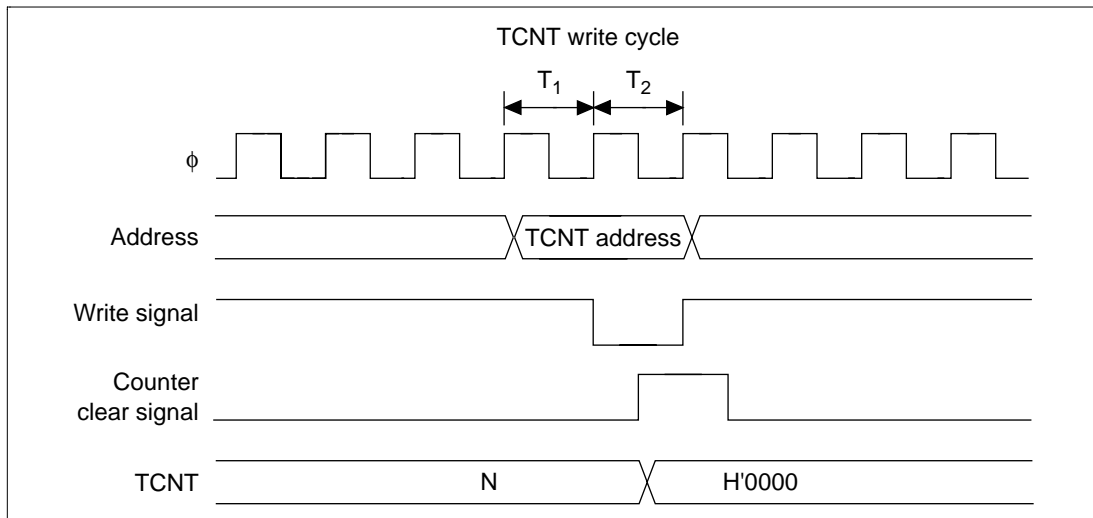 TCNT write cycle
T1 T2
ϕ
Address
TCNT address
Write signal
Counter
clear signal
TCNT
N
H'0000